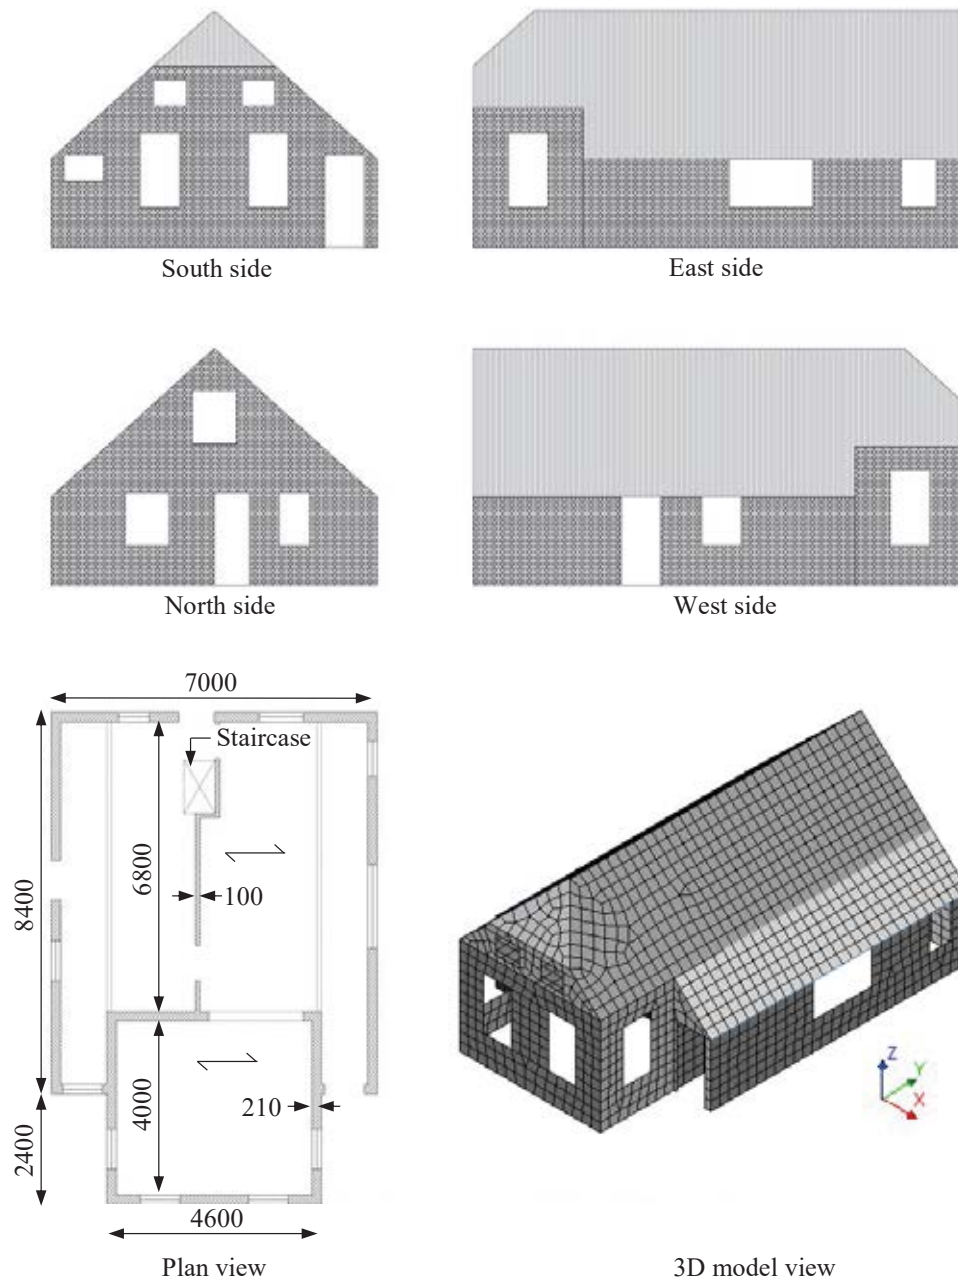 South side
East side
North side
West side
7000
Staircase
8400
6800
100
2400
4000
210
4600
Z
Y
X
Plan view
3D model view